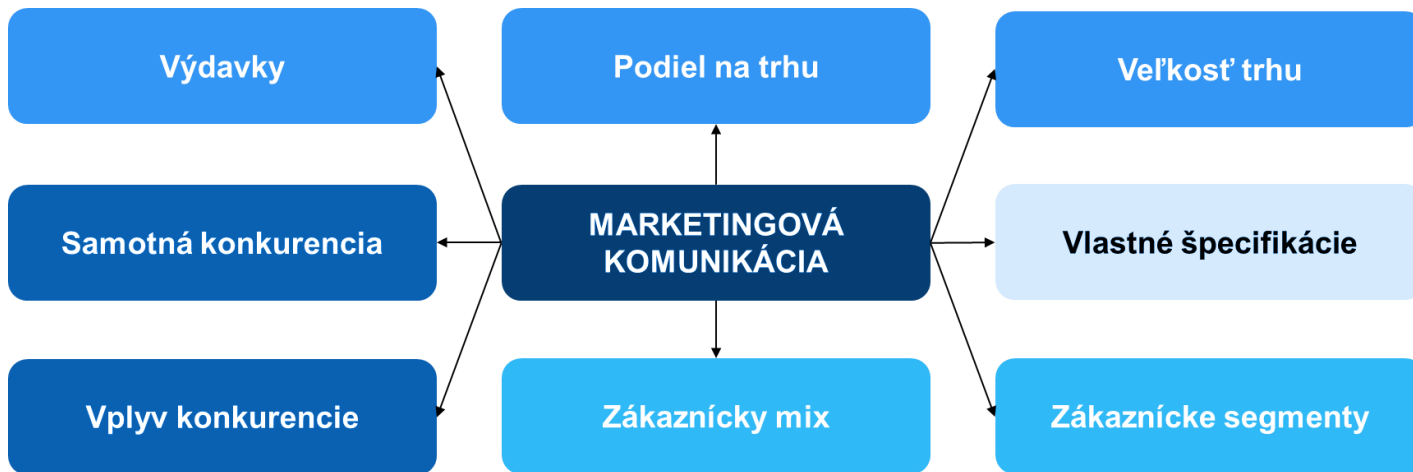 Výdavky
Podiel na trhu
Veľkosť trhu
Samotná konkurencia
MARKETINGOVÁ
KOMUNIKÁCIA
Vlastné špecifikácie
Vplyv konkurencie
Zákaznícky mix
Zákaznícke segmenty